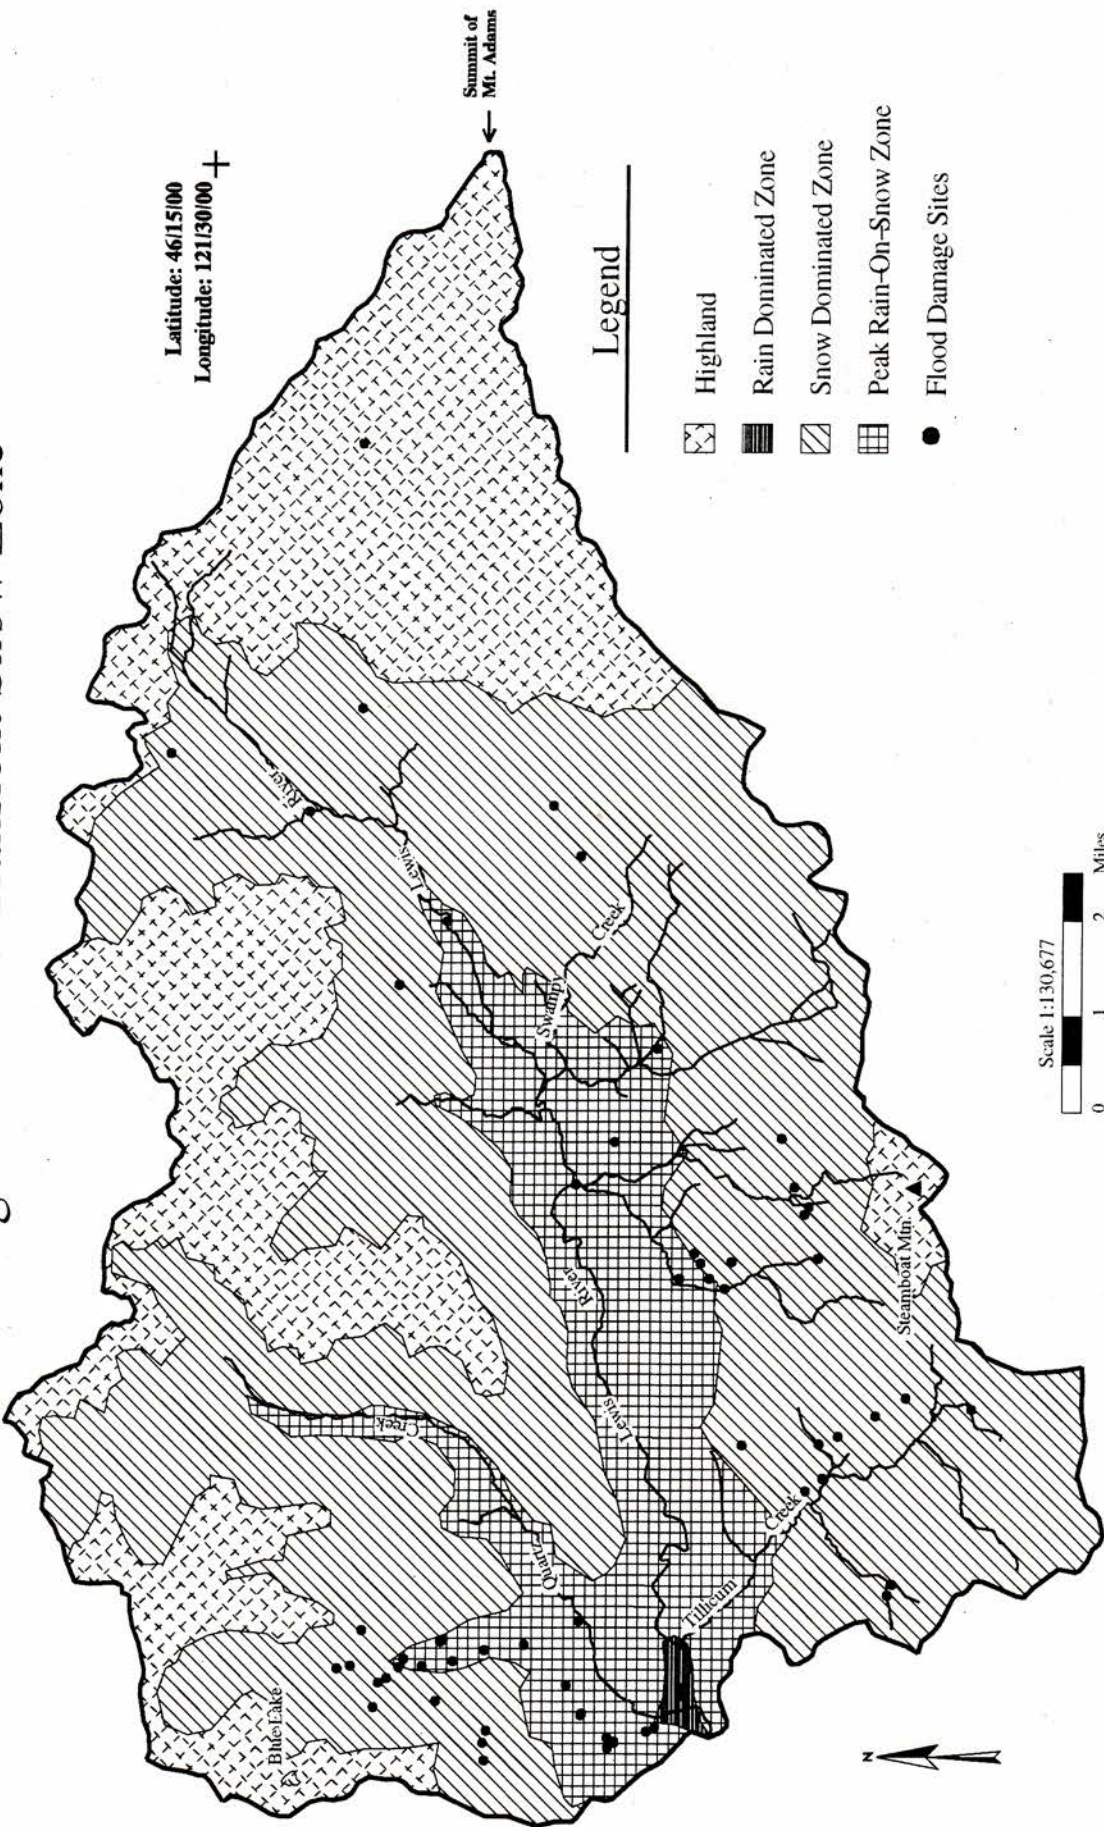 Latitude: 46/15/00
Longitude: 121/30/00
Summit of
Mt. Adams
Blue Lake
Quartz
Creek
Lewis
River
Lewis
River
Swampy
Creek
Tillicum
Creek
Steamboat Mtn.
Legend
Highland
Rain Dominated Zone
Snow Dominated Zone
Peak Rain-On-Snow Zone
Flood Damage Sites
N
Scale 1:130,677
0 1 2 Miles